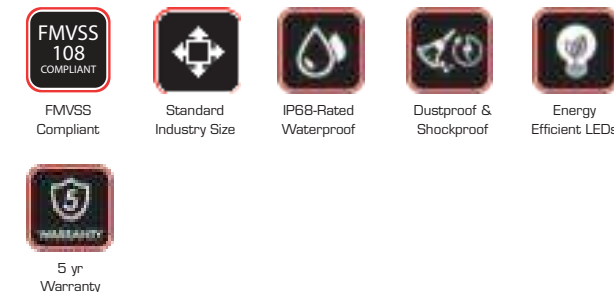 FMVSS
108
COMPLIANT
FMVSS
Compliant
Standard
Industry Size
IP68-Rated
Waterproof
Dustproof &
Shockproof
Energy
Efficient LEDs
5
WARRANTY
5 yr
Warranty